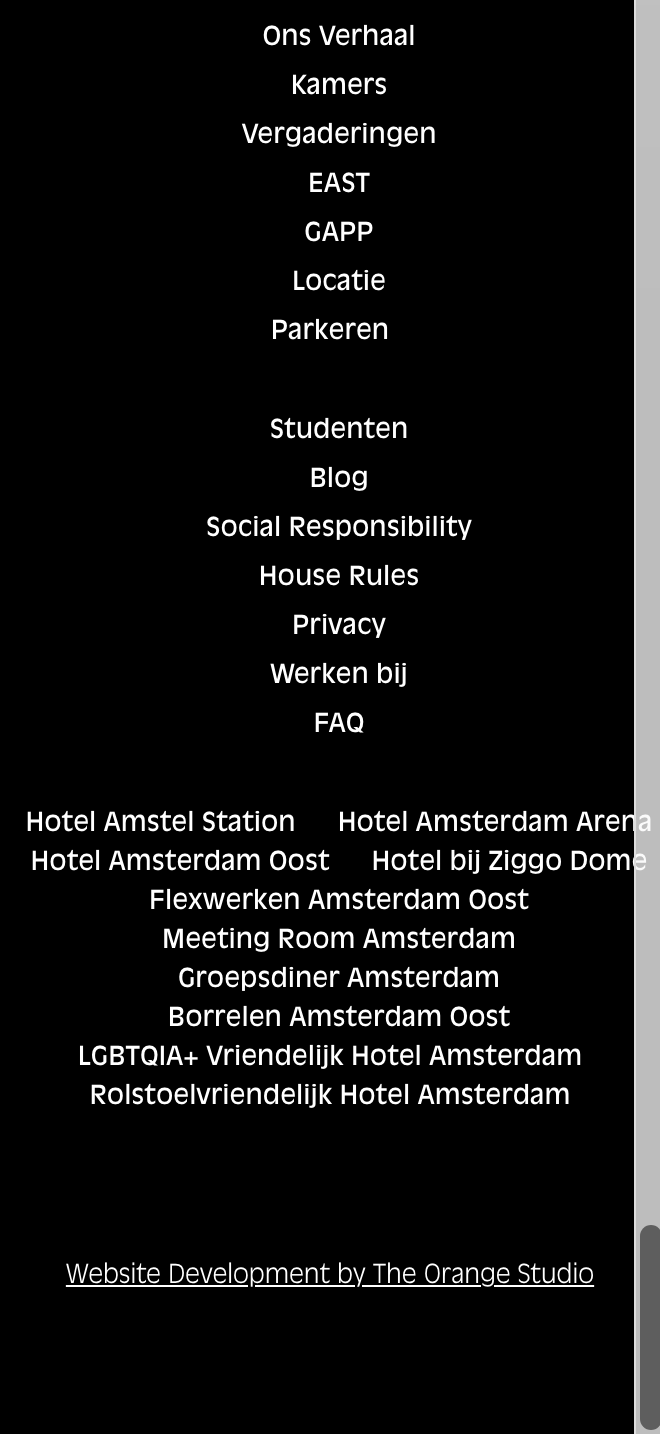 Ons Verhaal
Kamers
Vergaderingen
EAST
GAPP
Locatie
Parkeren
Studenten
Blog
Social Responsibility
House Rules
Privacy
Werken bij
FAQ
Hotel Amstel Station Hotel Amsterdam Arena
Hotel Amsterdam Oost Hotel bij Ziggo Dome
Flexwerken Amsterdam Oost
Meeting Room Amsterdam
Groepsdiner Amsterdam
Borrelen Amsterdam Oost
LGBTQIA+ Vriendelijk Hotel Amsterdam
Rolstoelvriendelijk Hotel Amsterdam
Website Development by The Orange Studio